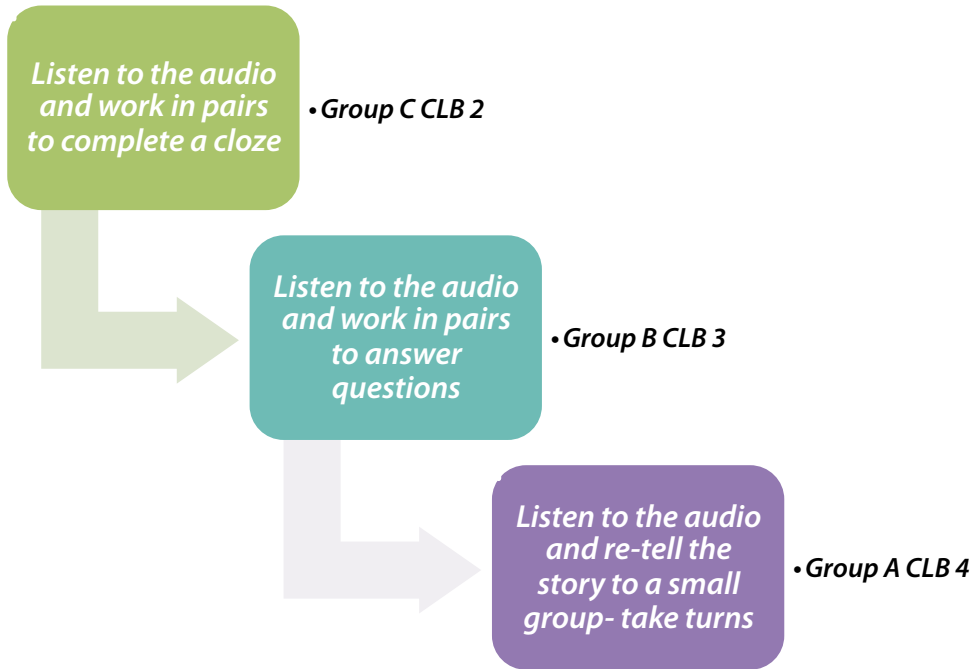 Listen to the audio
and work in pairs
to complete a cloze
• Group C CLB 2
Listen to the audio
and work in pairs
to answer
questions
• Group B CLB 3
Listen to the audio
and re-tell the
story to a small
group- take turns
• Group A CLB 4